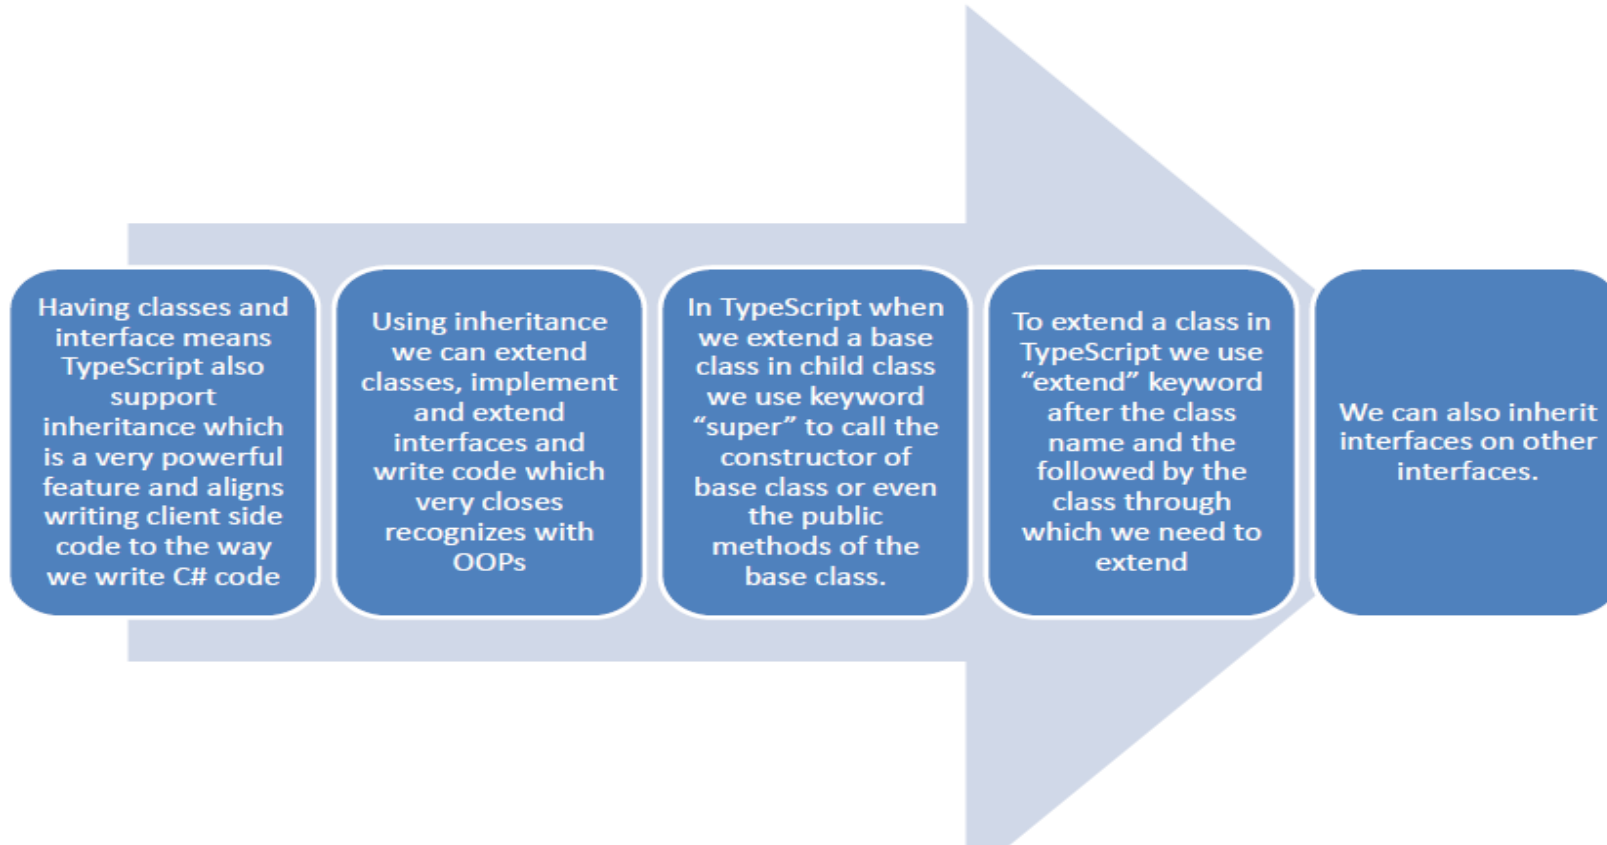 Having classes and
interface means
TypeScript also
support
inheritance which
is a very powerful
feature and aligns
writing client side
code to the way
we write C# code
Using inheritance
we can extend
classes, implement
and extend
interfaces and
write code which
very closes
recognizes with
OOPs
In TypeScript when
we extend a base
class in child class
we use keyword
“super” to call the
constructor of
base class or even
the public
methods of the
base class.
To extend a class in
TypeScript we use
“extend” keyword
after the class
name and the
followed by the
class through
which we need to
extend
We can also inherit
interfaces on other
interfaces.